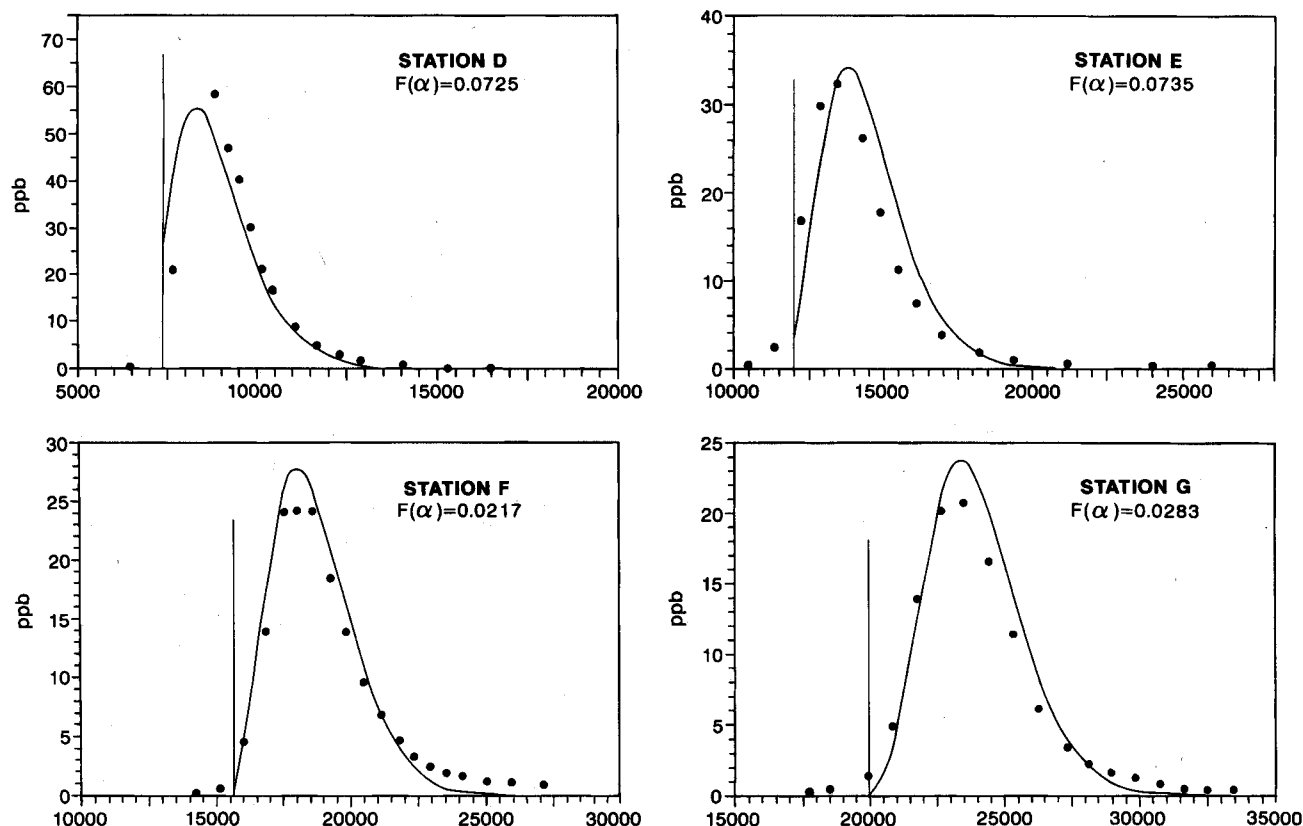 STATION D
F(α)=0.0725
ppb
70
60
50
40
30
20
10
0
5000 10000 15000 20000
STATION E
F(α)=0.0735
ppb
40
30
20
10
0
10000 15000 20000 25000
STATION F
F(α)=0.0217
ppb
30
25
20
15
10
5
0
10000 15000 20000 25000 30000
STATION G
F(α)=0.0283
ppb
25
20
15
10
5
0
15000 20000 25000 30000 35000